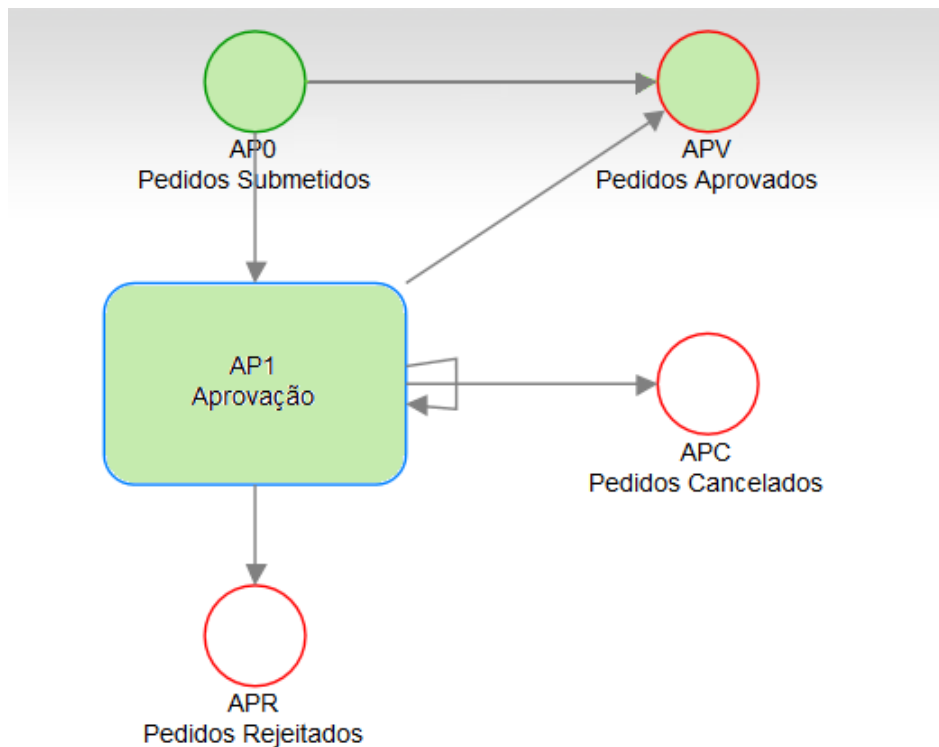 AP0
Pedidos Submetidos
APV
Pedidos Aprovados
AP1
Aprovação
APC
Pedidos Cancelados
APR
Pedidos Rejeitados